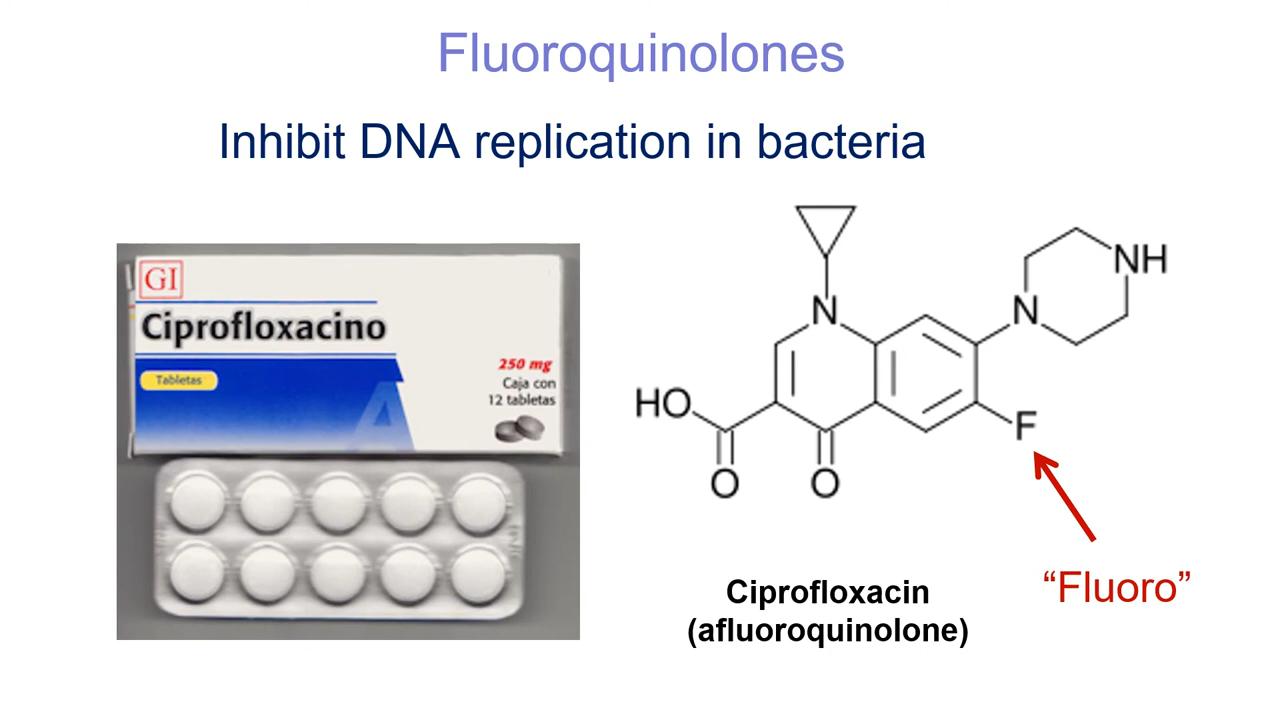 Fluoroquinolones
Inhibit DNA replication in bacteria
GI
Ciprofloxacino
250 mg
Tabletas
Caja con
12 tabletas
A
N
N
NH
HO
F
O
O
Ciprofloxacin
(afluoroquinolone)
“Fluoro”